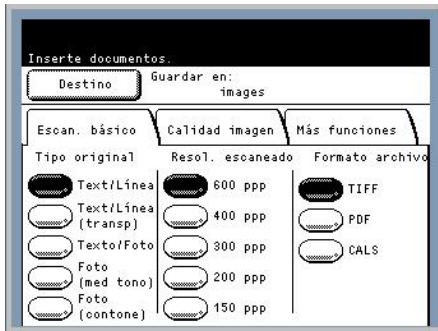 Inserte documentos.
Destino
Guardar en:
images
Escan. básico
Calidad imagen
Más funciones
Tipo original
Resol. escaneado
Formato archivo
Text/Línea
600 ppp
TIFF
Text/Línea
(transp)
400 ppp
PDF
Texto/Foto
300 ppp
CALS
Foto
(med tono)
200 ppp
Foto
(contone)
150 ppp